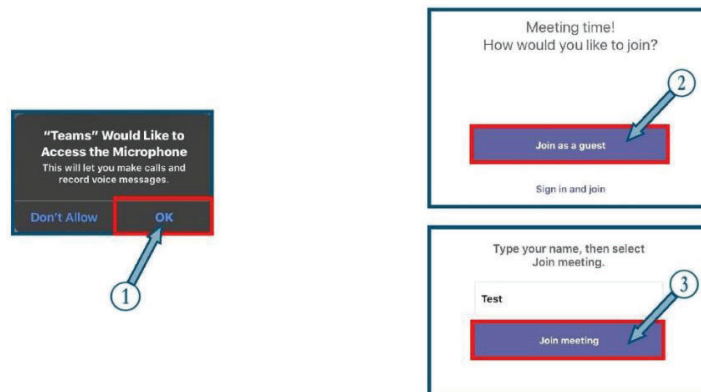 “Teams” Would Like to
Access the Microphone
This will let you make calls and
record voice messages.
Don't Allow
OK
1
Meeting time!
How would you like to join?
2
Join as a guest
Sign in and join
Type your name, then select
Join meeting.
3
Test
Join meeting